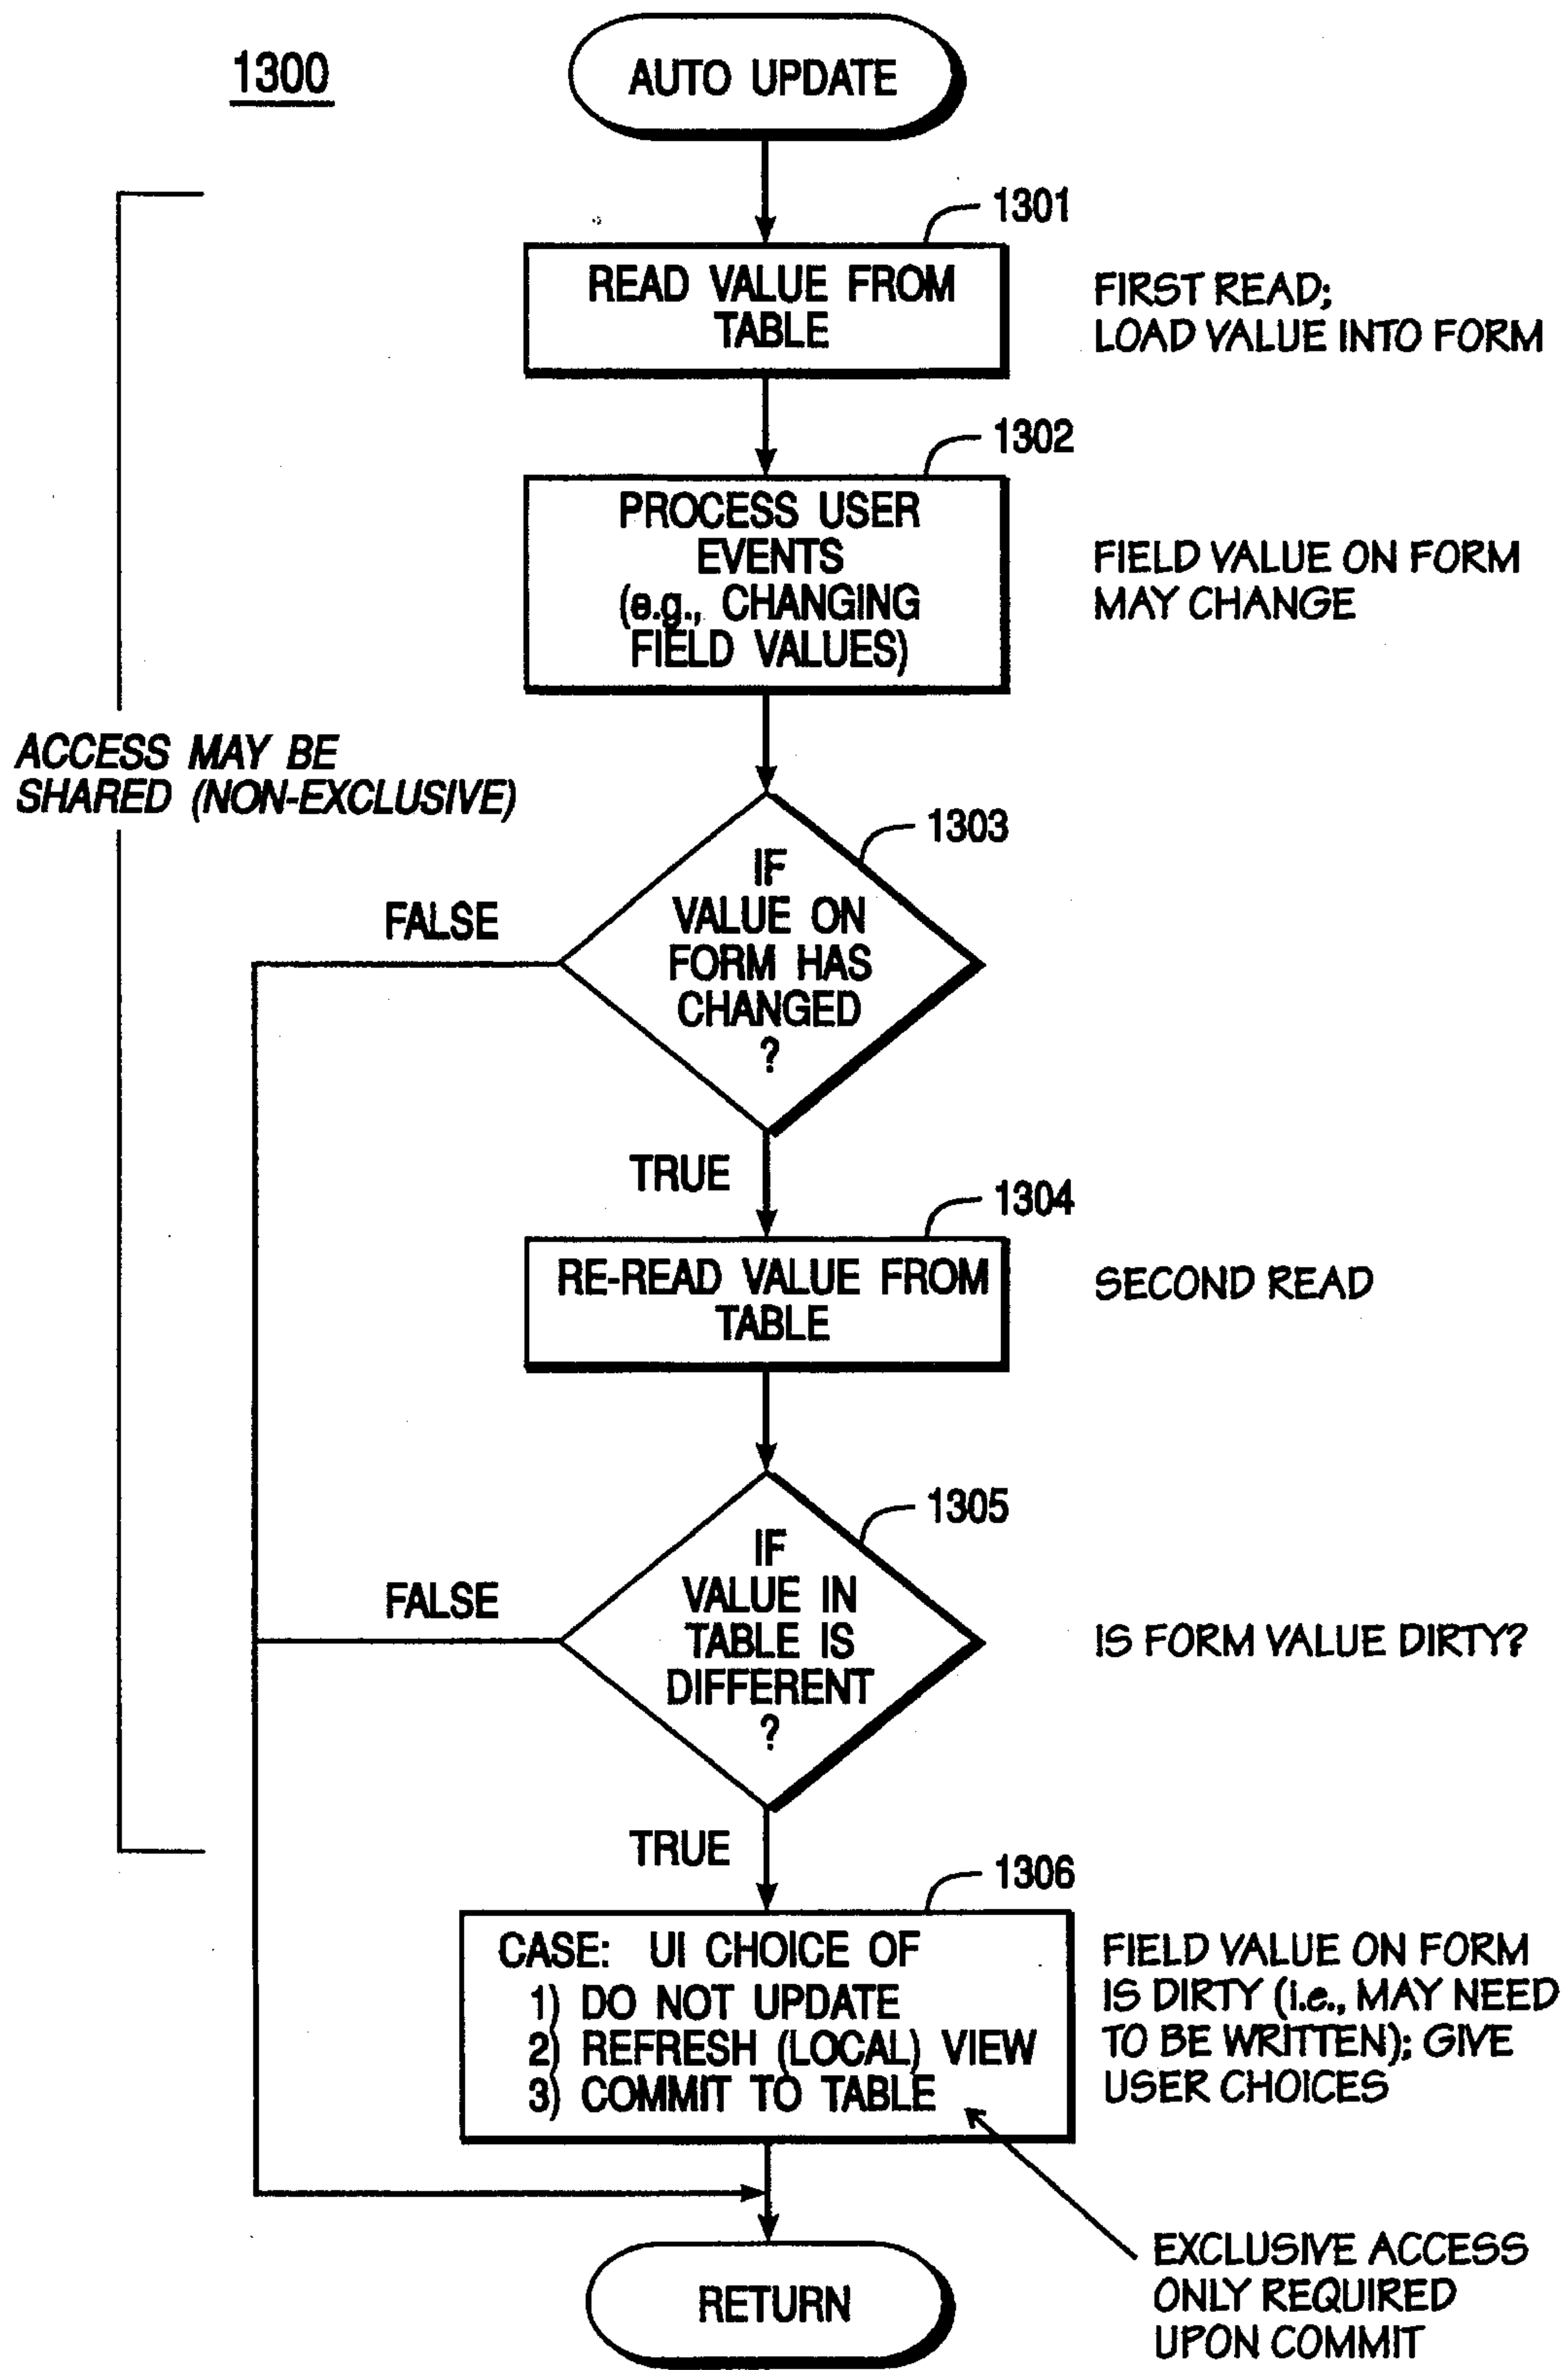 1300
AUTO UPDATE
1301
READ VALUE FROM
TABLE
FIRST READ;
LOAD VALUE INTO FORM
1302
PROCESS USER
EVENTS
(e.g., CHANGING
FIELD VALUES)
FIELD VALUE ON FORM
MAY CHANGE
ACCESS MAY BE
SHARED (NON-EXCLUSIVE)
1303
IF
VALUE ON
FORM HAS
CHANGED
?
FALSE
TRUE
1304
RE-READ VALUE FROM
TABLE
SECOND READ
1305
IF
VALUE IN
TABLE IS
DIFFERENT
?
FALSE
IS FORM VALUE DIRTY?
TRUE
1306
CASE: UI CHOICE OF
1) DO NOT UPDATE
2) REFRESH (LOCAL) VIEW
3) COMMIT TO TABLE
FIELD VALUE ON FORM
IS DIRTY (i.e., MAY NEED
TO BE WRITTEN); GIVE
USER CHOICES
EXCLUSIVE ACCESS
ONLY REQUIRED
UPON COMMIT
RETURN